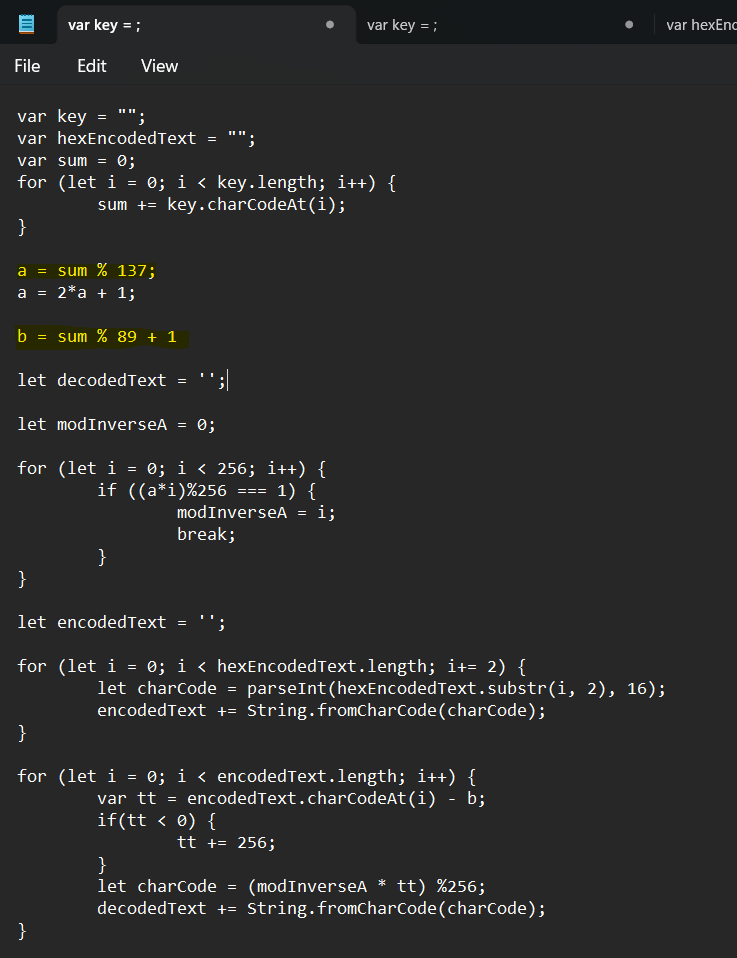 var key = ;
var key = ;
var hexEnc
File Edit View
var key = "";
var hexEncodedText = "";
var sum = 0;
for (let i = 0; i < key.length; i++) {
        sum += key.charCodeAt(i);
}
a = sum % 137;
a = 2*a + 1;
b = sum % 89 + 1
let decodedText = '';
let modInverseA = 0;
for (let i = 0; i < 256; i++) {
        if ((a*i)%256 === 1) {
                modInverseA = i;
                break;
        }
}
let encodedText = '';
for (let i = 0; i < hexEncodedText.length; i+= 2) {
        let charCode = parseInt(hexEncodedText.substr(i, 2), 16);
        encodedText += String.fromCharCode(charCode);
}
for (let i = 0; i < encodedText.length; i++) {
        var tt = encodedText.charCodeAt(i) - b;
        if(tt < 0) {
                tt += 256;
        }
        let charCode = (modInverseA * tt) %256;
        decodedText += String.fromCharCode(charCode);
}